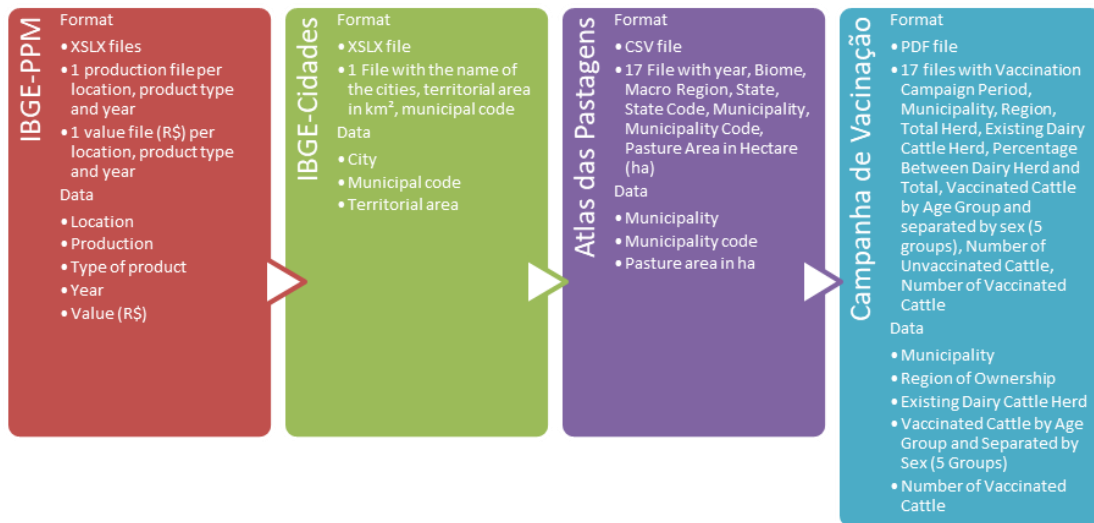 IBGE-PPM
Format
• XSLX files
• 1 production file per
location, product type
and year
• 1 value file (R$) per
location, product type
and year
Data
• Location
• Production
• Type of product
• Year
• Value (R$)
IBGE-Cidades
Format
• XSLX file
• 1 File with the name of
the cities, territorial area
in km², municipal code
Data
• City
• Municipal code
• Territorial area
Atlas das Pastagens
Format
• CSV file
• 17 File with year, Biome,
Macro Region, State,
State Code, Municipality,
Municipality Code,
Pasture Area in Hectare
(ha)
Data
• Municipality
• Municipality code
• Pasture area in ha
Campanha de Vacinação
Format
• PDF file
• 17 files with Vaccination
Campaign Period,
Municipality, Region,
Total Herd, Existing Dairy
Cattle Herd, Percentage
Between Dairy Herd and
Total, Vaccinated Cattle
by Age Group and
separated by sex (5
groups), Number of
Unvaccinated Cattle,
Number of Vaccinated
Cattle
Data
• Municipality
• Region of Ownership
• Existing Dairy Cattle Herd
• Vaccinated Cattle by Age
Group and Separated by
Sex (5 Groups)
• Number of Vaccinated
Cattle